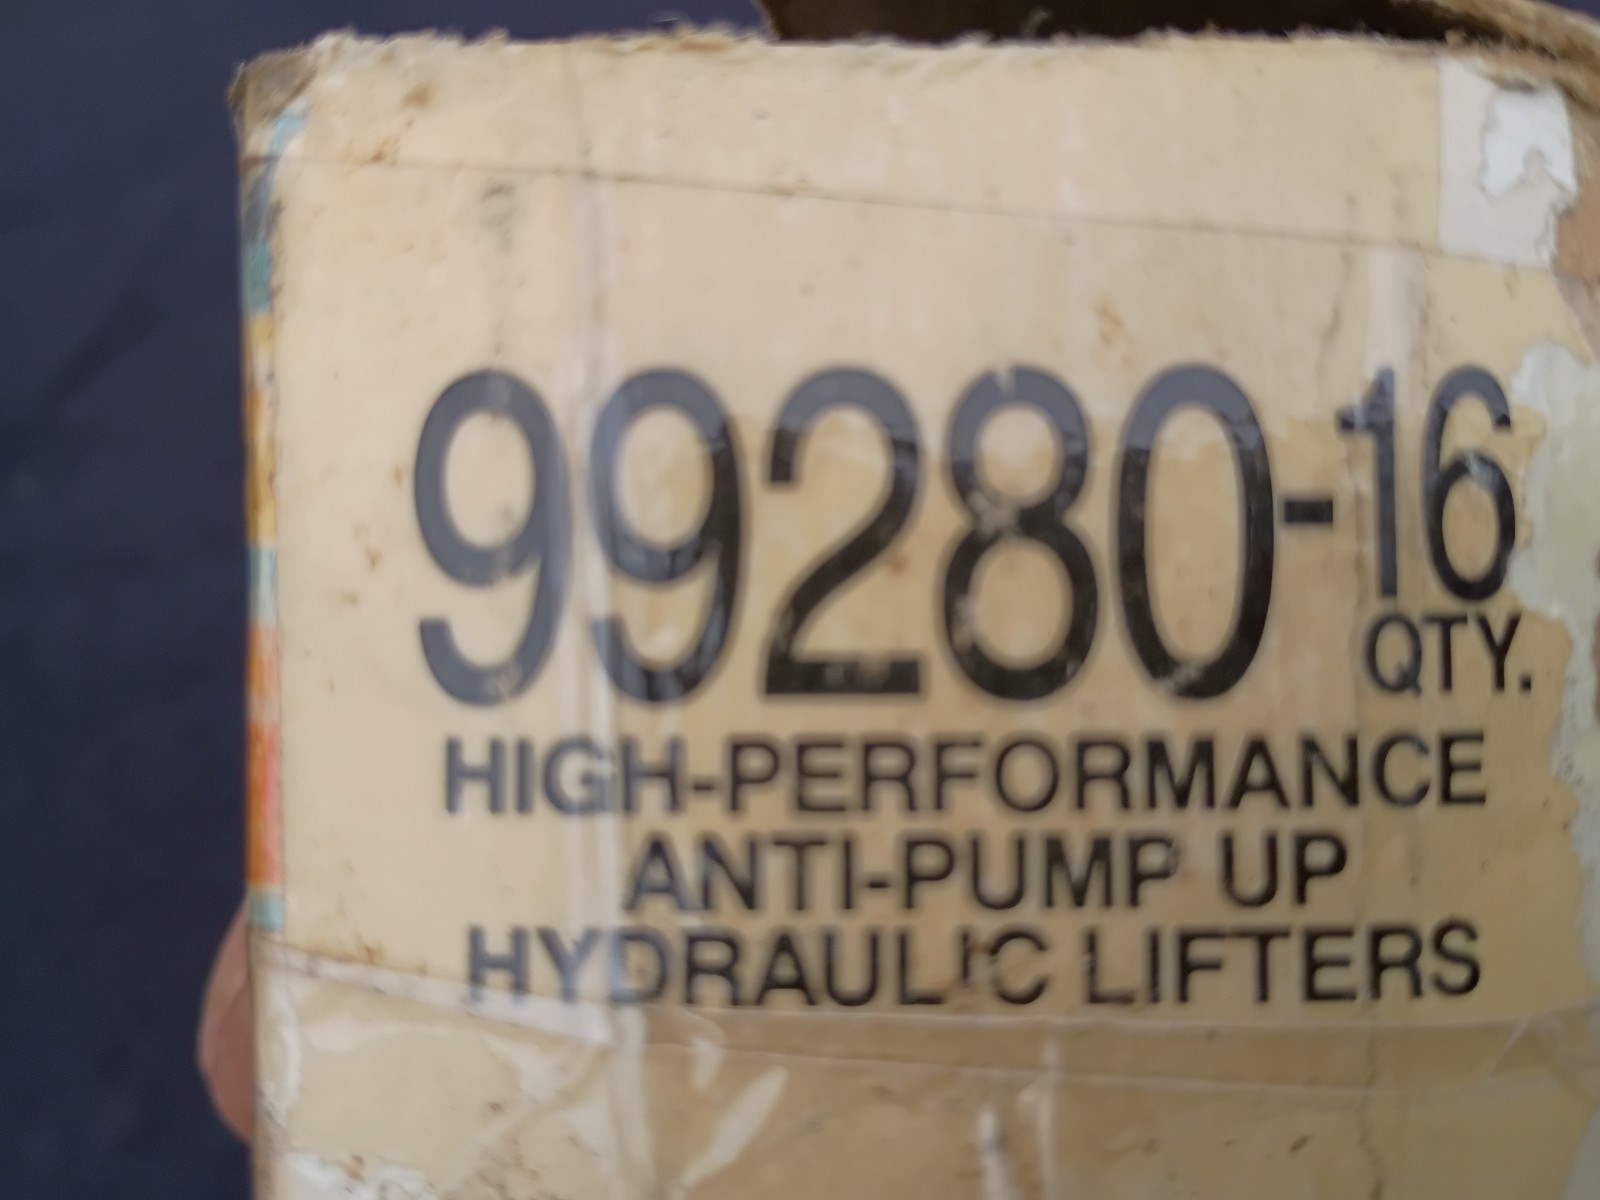 99280-16
QTY.
HIGH-PERFORMANCE
ANTI-PUMP UP
HYDRAULIC LIFTERS